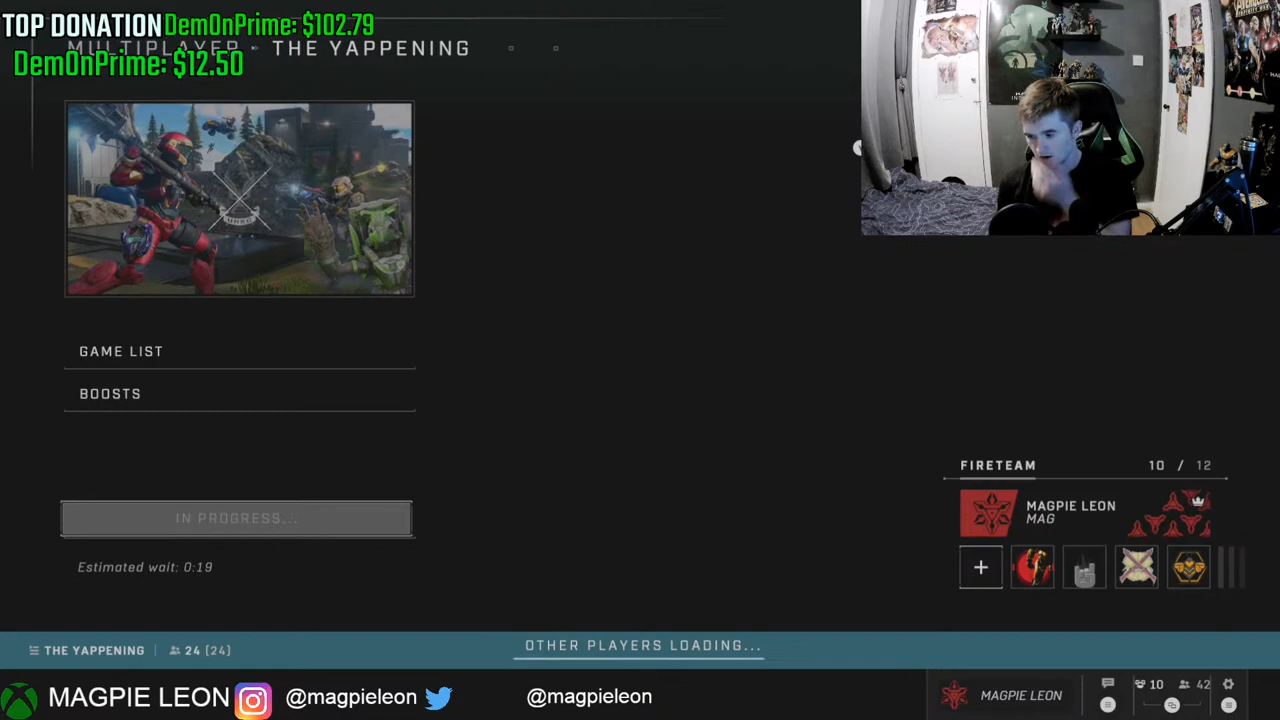 TOP DONATION DemOnPrime: $102.79
MULTIPLAYER THE YAPPENING
DemOnPrime: $12.50
UNSC
GAME LIST
BOOSTS
IN PROGRESS...
Estimated wait: 0:19
FIRETEAM 10 / 12
MAGPIE LEON
MAG
+
OTHER PLAYERS LOADING...
THE YAPPENING 24 (24)
MAGPIE LEON @magpieleon @magpieleon
MAGPIE LEON 10 42